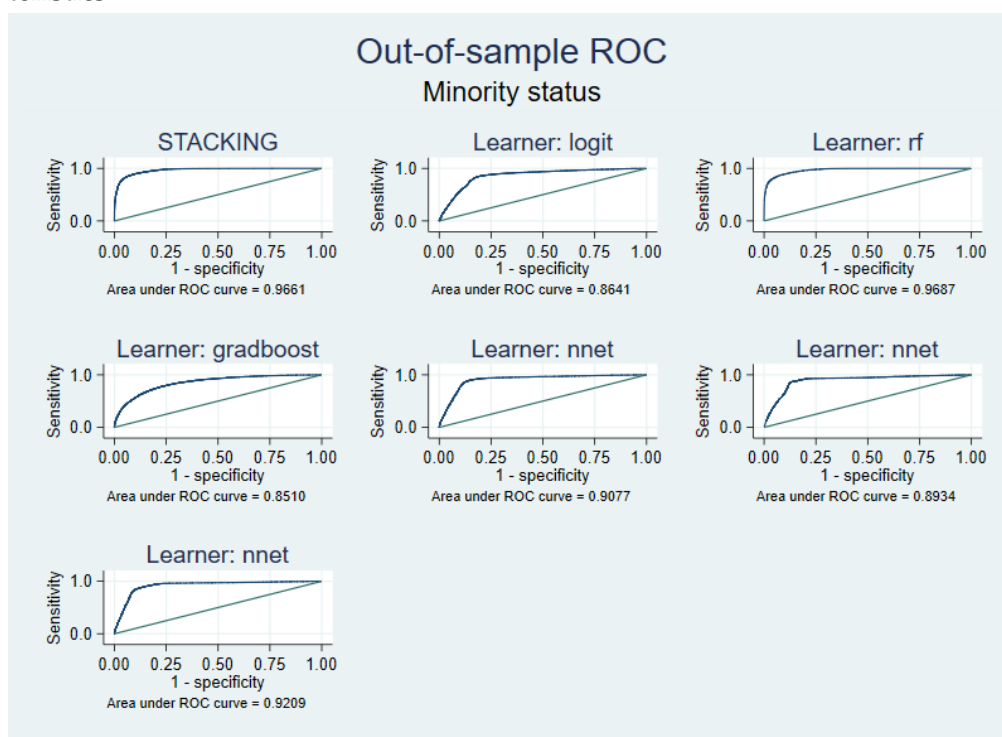 Out-of-sample ROC
Minority status
STACKING
Sensitivity
1.0
0.0
0.00 0.25 0.50 0.75 1.00
1 - specificity
Area under ROC curve = 0.9661
Learner: logit
Sensitivity
1.0
0.0
0.00 0.25 0.50 0.75 1.00
1 - specificity
Area under ROC curve = 0.8641
Learner: rf
Sensitivity
1.0
0.0
0.00 0.25 0.50 0.75 1.00
1 - specificity
Area under ROC curve = 0.9687
Learner: gradboost
Sensitivity
1.0
0.0
0.00 0.25 0.50 0.75 1.00
1 - specificity
Area under ROC curve = 0.8510
Learner: nnet
Sensitivity
1.0
0.0
0.00 0.25 0.50 0.75 1.00
1 - specificity
Area under ROC curve = 0.9077
Learner: nnet
Sensitivity
1.0
0.0
0.00 0.25 0.50 0.75 1.00
1 - specificity
Area under ROC curve = 0.8934
Learner: nnet
Sensitivity
1.0
0.0
0.00 0.25 0.50 0.75 1.00
1 - specificity
Area under ROC curve = 0.9209